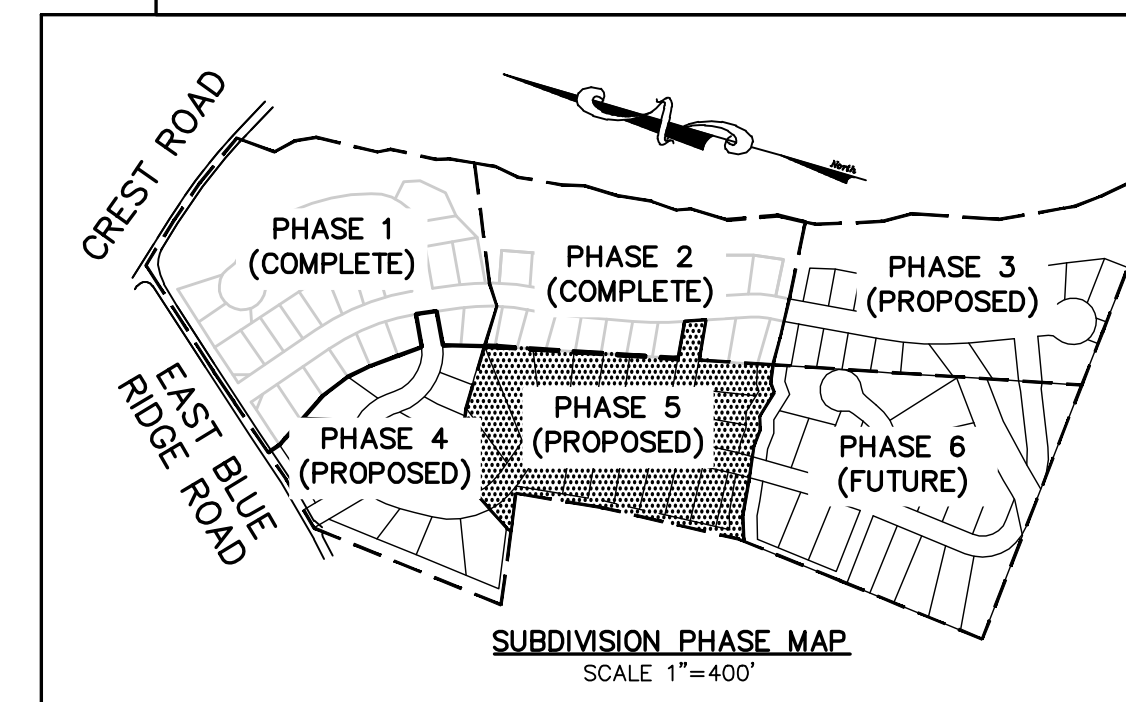 CREST ROAD
North
PHASE 1
(COMPLETE)
PHASE 2
(COMPLETE)
PHASE 3
(PROPOSED)
EAST BLUE
RIDGE ROAD
PHASE 4
(PROPOSED)
PHASE 5
(PROPOSED)
PHASE 6
(FUTURE)
SUBDIVISION PHASE MAP
SCALE 1"=400'